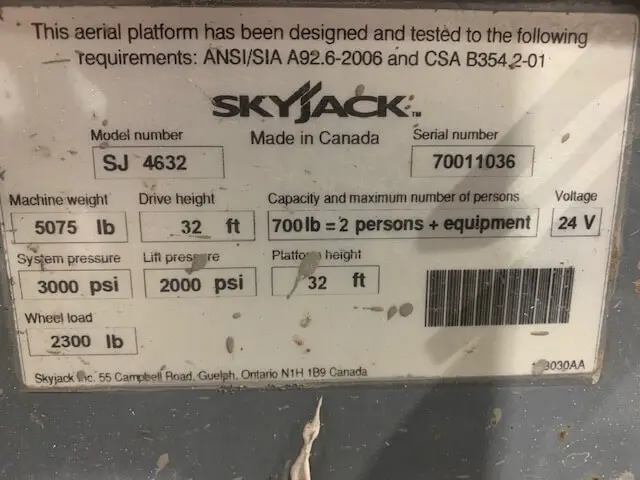 This aerial platform has been designed and tested to the following
requirements: ANSI/SIA A92.6-2006 and CSA B354.2-01
SKYJACK™
Model number
Made in Canada
Serial number
SJ 4632
70011036
Machine weight
Drive height
Capacity and maximum number of persons
Voltage
5075 lb
32 ft
700 lb = 2 persons + equipment
24 V
System pressure
Lift pressure
Platform height
3000 psi
2000 psi
32 ft
Wheel load
2300 lb
Skyjack Inc. 55 Campbell Road, Guelph, Ontario N1H 1B9 Canada